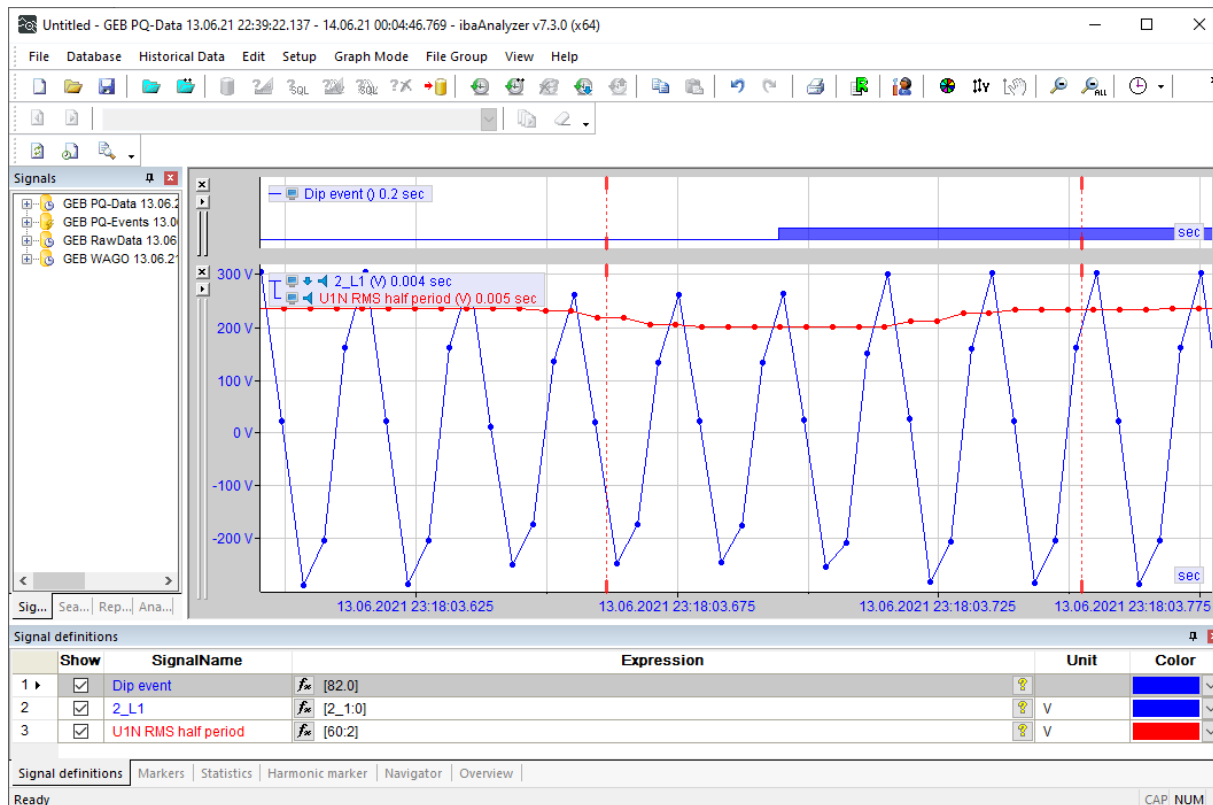 Untitled - GEB PQ-Data 13.06.21 22:39:22.137 - 14.06.21 00:04:46.769 - ibaAnalyzer v7.3.0 (x64)
File Database Historical Data Edit Setup Graph Mode File Group View Help
SQL SQL ALL
Signals
GEB PQ-Data 13.06.2
GEB PQ-Events 13.0
GEB RawData 13.06
GEB WAGO 13.06.21
Sig... Sea... Rep... Ana...
Dip event () 0.2 sec
sec
300 V
2_L1 (V) 0.004 sec
U1N RMS half period (V) 0.005 sec
200 V
100 V
0 V
-100 V
-200 V
sec
13.06.2021 23:18:03.625 13.06.2021 23:18:03.675 13.06.2021 23:18:03.725 13.06.2021 23:18:03.775
Signal definitions
Show SignalName Expression Unit Color
1 Dip event fx [82.0] ?
2 2_L1 fx [2_1:0] ? V
3 U1N RMS half period fx [60:2] ? V
Signal definitions Markers Statistics Harmonic marker Navigator Overview
Ready CAP NUM